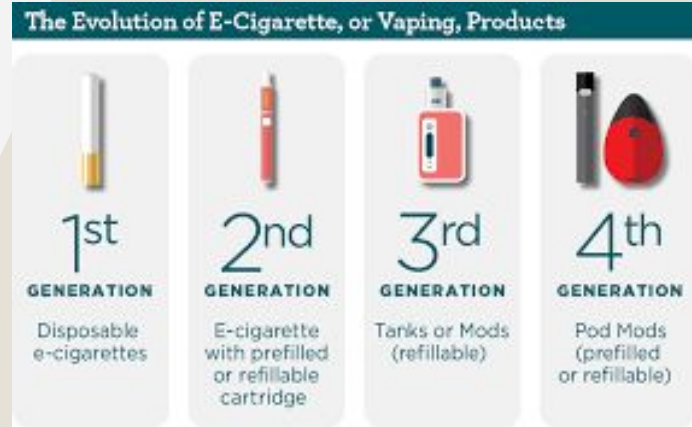 The Evolution of E-Cigarette, or Vaping, Products
1st
GENERATION
Disposable
e-cigarettes
2nd
GENERATION
E-cigarette
with prefilled
or refillable
cartridge
3rd
GENERATION
Tanks or Mods
(refillable)
4th
GENERATION
Pod Mods
(prefilled
or refillable)